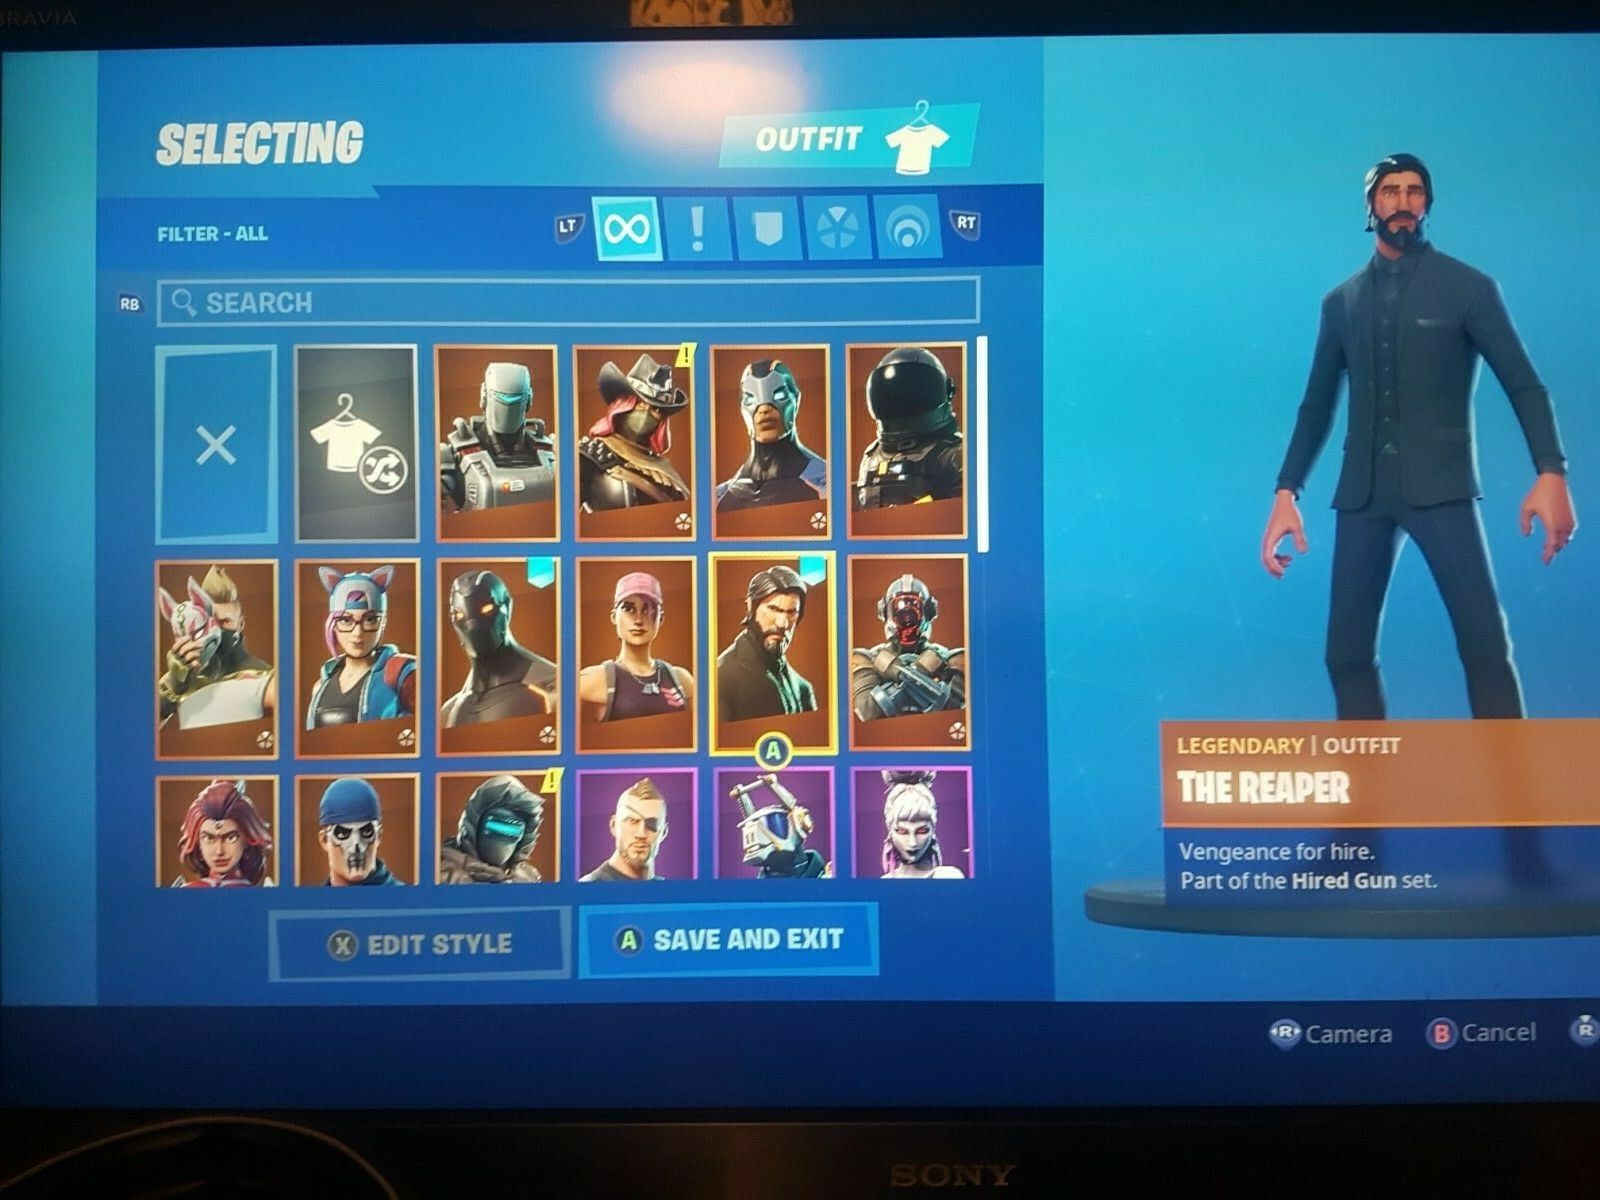 BRAVIA
SELECTING
OUTFIT
FILTER - ALL
LT
RT
RB
SEARCH
A
LEGENDARY | OUTFIT
THE REAPER
Vengeance for hire.
Part of the Hired Gun set.
X EDIT STYLE
A SAVE AND EXIT
R Camera
B Cancel
R
SONY